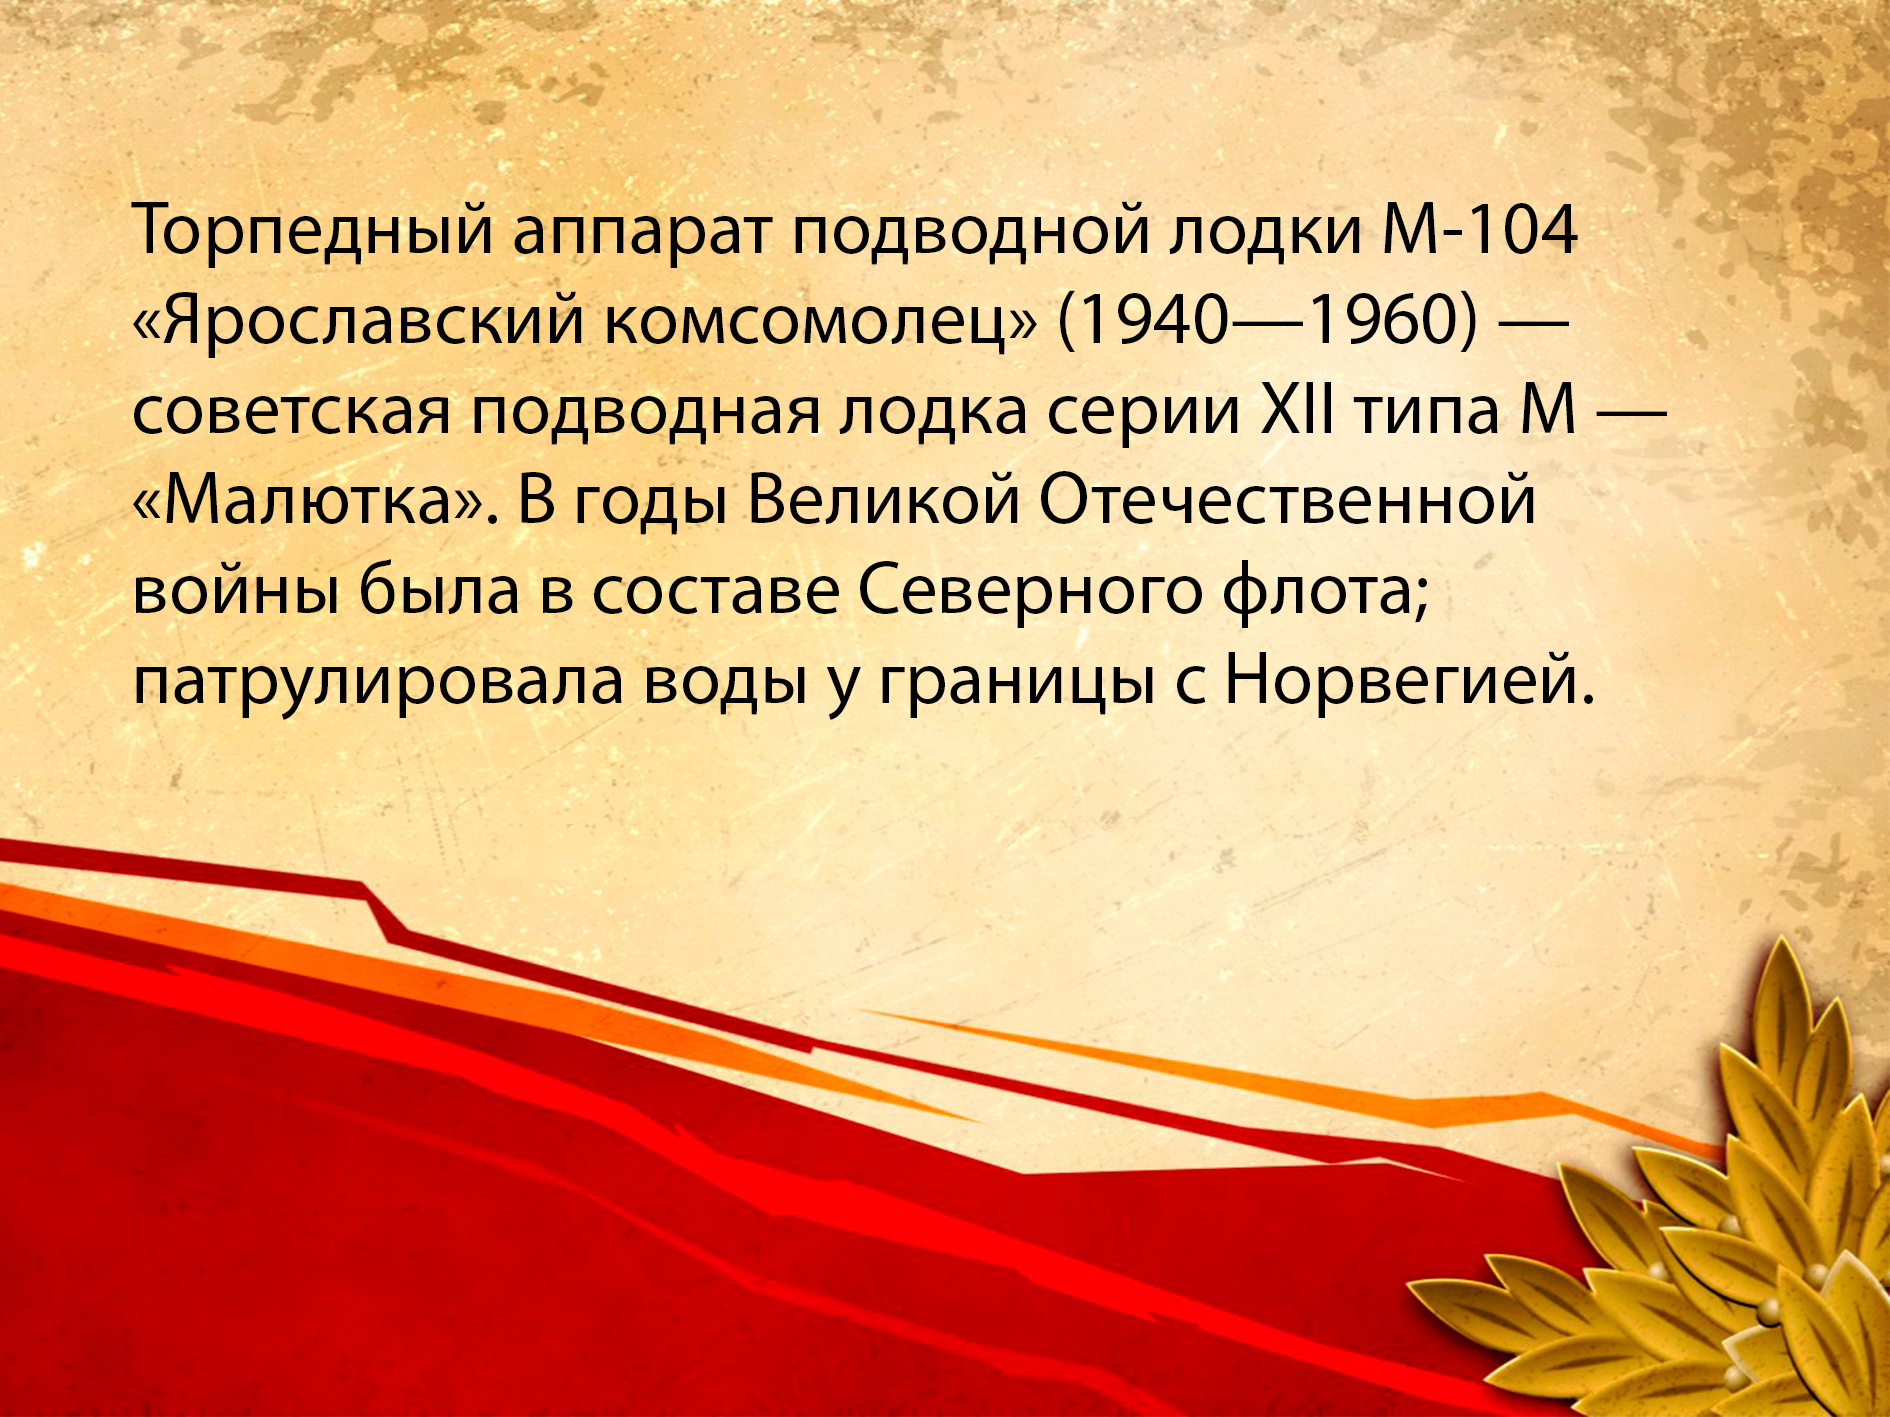 Торпедный аппарат подводной лодки М-104
«Ярославский комсомолец» (1940—1960) —
советская подводная лодка серии XII типа М —
«Малютка». В годы Великой Отечественной
войны была в составе Северного флота;
патрулировала воды у границы с Норвегией.